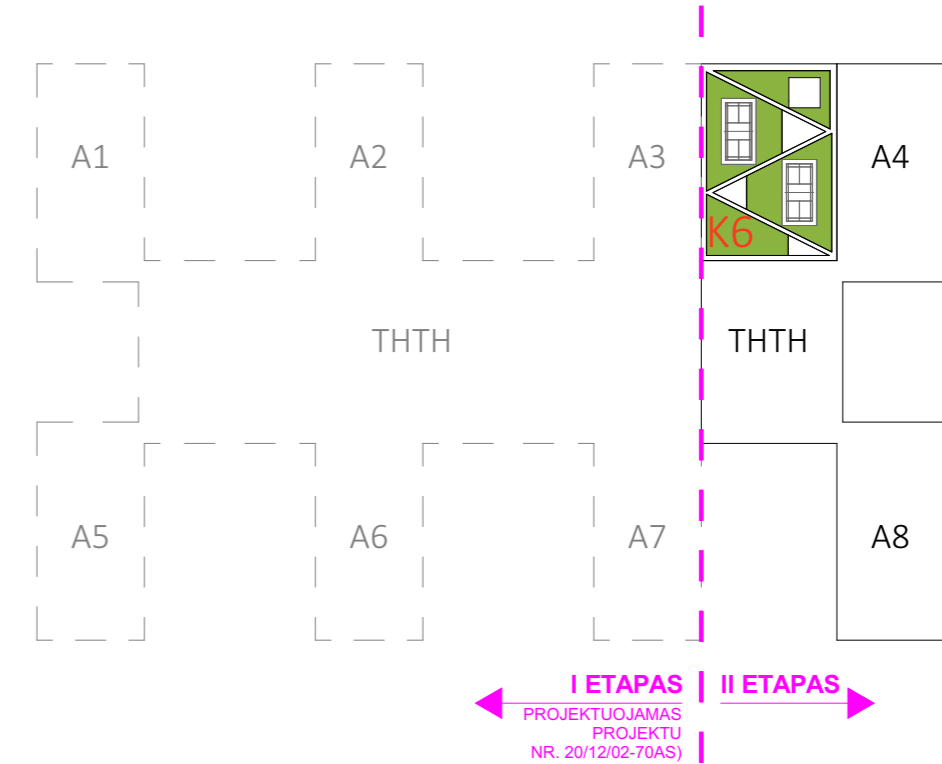 A1
A2
A3
A4
K6
THTH
THTH
A5
A6
A7
A8
I ETAPAS
II ETAPAS
PROJEKTUOJAMAS
PROJEKTU
NR. 20/12/02-70AS)